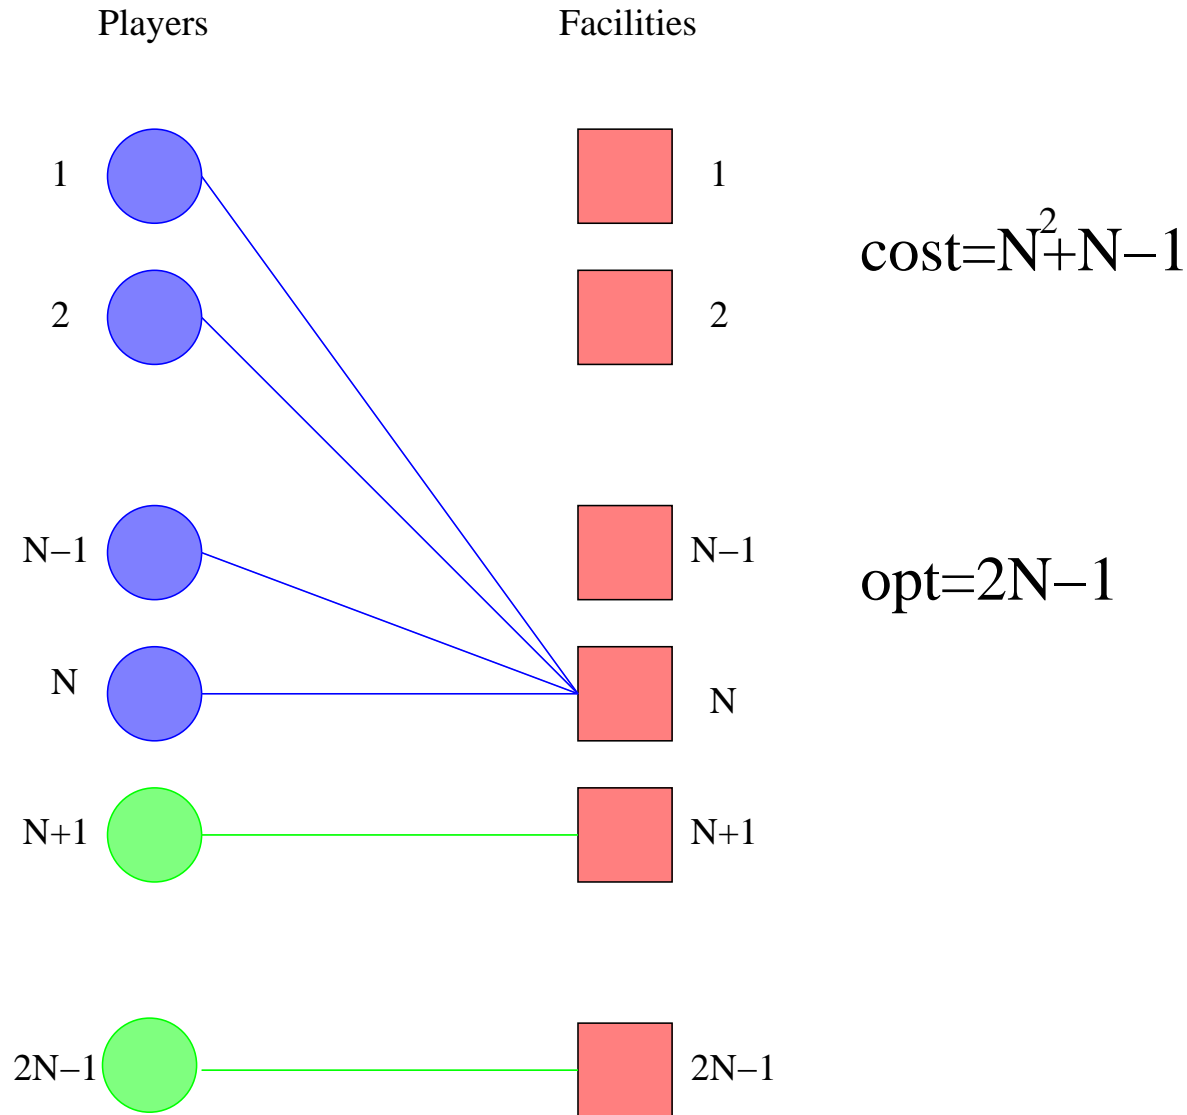 Players Facilities
1 1
2 2
cost=N²+N−1
N−1 N−1
opt=2N−1
N N
N+1 N+1
2N−1 2N−1